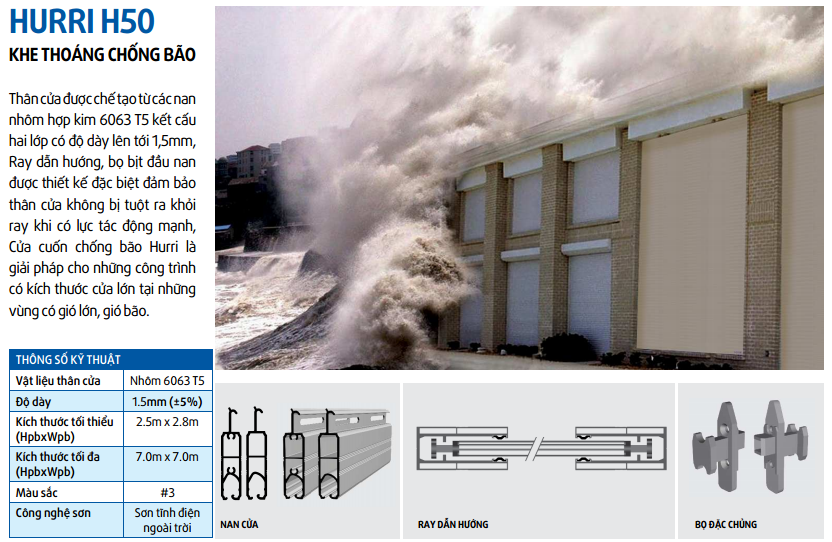 HURRI H50
KHE THOÁNG CHỐNG BÃO
Thân cửa được chế tạo từ các nan
nhôm hợp kim 6063 T5 kết cấu
hai lớp có độ dày lên tới 1,5mm,
Ray dẫn hướng, bọ bịt đầu nan
được thiết kế đặc biệt đảm bảo
thân cửa không bị tuột ra khỏi
ray khi có lực tác động mạnh,
Cửa cuốn chống bão Hurri là
giải pháp cho những công trình
có kích thước cửa lớn tại những
vùng có gió lớn, gió bão.
THÔNG SỐ KỸ THUẬT
Vật liệu thân cửa Nhôm 6063 T5
Độ dày 1.5mm (±5%)
Kích thước tối thiểu 2.5m x 2.8m
(HpbxWpb)
Kích thước tối đa 7.0m x 7.0m
(HpbxWpb)
Màu sắc #3
Công nghệ sơn Sơn tĩnh điện
ngoài trời
NAN CỬA
RAY DẪN HƯỚNG
BỌ ĐẶC CHỦNG